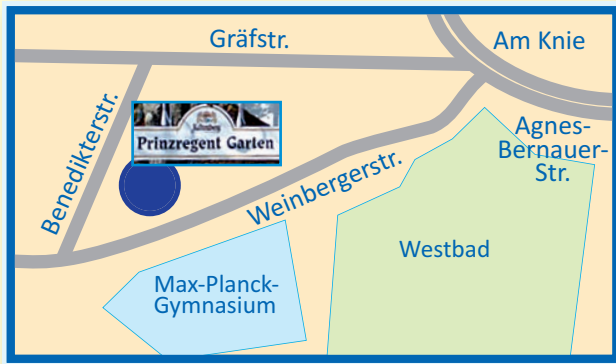 Gräfstr.
Am Knie
Benedikterstr.
Prinzregent Garten
Agnes-
Bernauer-
Str.
Weinbergerstr.
Westbad
Max-Planck-
Gymnasium